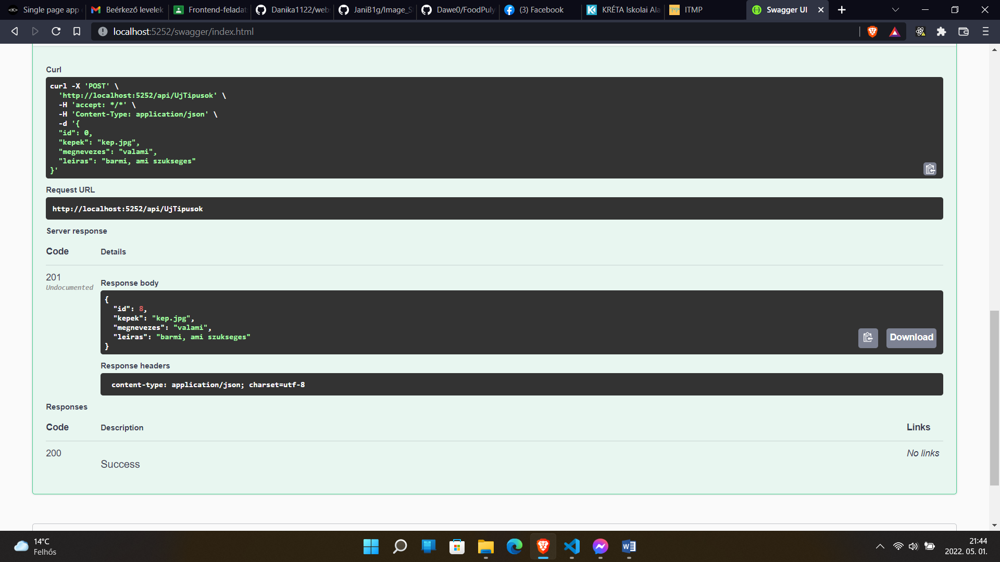 Single page app
Beérkező levelek
Frontend-feladat
Danika1122/web
JaniB1g/Image_S
Dawe0/FoodPuly
(3) Facebook
KRÉTA Iskolai Ala
ITMP
Swagger UI
localhost:5252/swagger/index.html
Curl
curl -X 'POST' \
'http://localhost:5252/api/UjTipusok' \
-H 'accept: */*' \
-H 'Content-Type: application/json' \
-d '{
"id": 0,
"kepek": "kep.jpg",
"megnevezes": "valami",
"leiras": "barmi, ami szukseges"
}'
Request URL
http://localhost:5252/api/UjTipusok
Server response
Code Details
201
Undocumented
Response body
{
"id": 8,
"kepek": "kep.jpg",
"megnevezes": "valami",
"leiras": "barmi, ami szukseges"
}
Download
Response headers
content-type: application/json; charset=utf-8
Responses
Code Description Links
200 No links
Success
14°C
Felhős
21:44
2022. 05. 01.